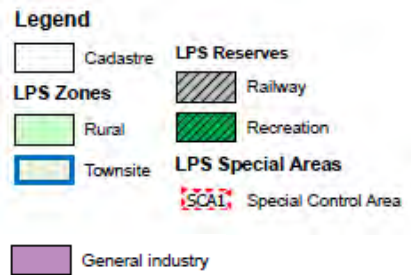 Legend
Cadastre
LPS Zones
Rural
Townsite
LPS Reserves
Railway
Recreation
LPS Special Areas
SCA1 Special Control Area
General industry